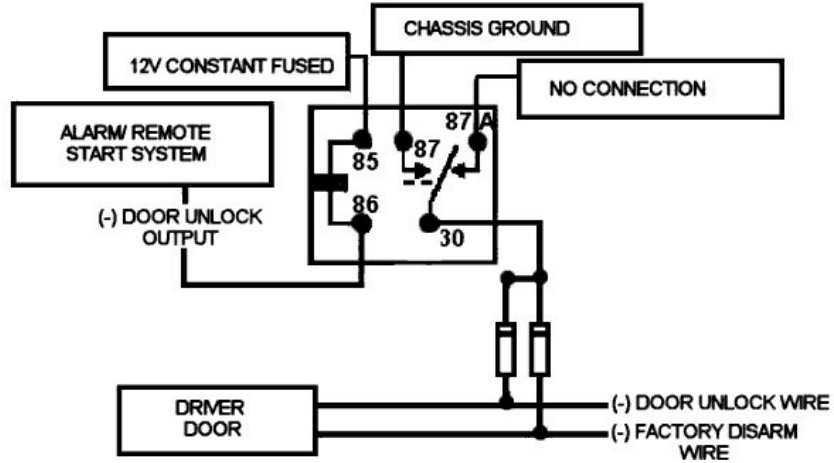 CHASSIS GROUND
12V CONSTANT FUSED
NO CONNECTION
ALARM/ REMOTE
START SYSTEM
87 A
87
85
86
30
(-) DOOR UNLOCK
OUTPUT
DRIVER
DOOR
(-) DOOR UNLOCK WIRE
(-) FACTORY DISARM
WIRE